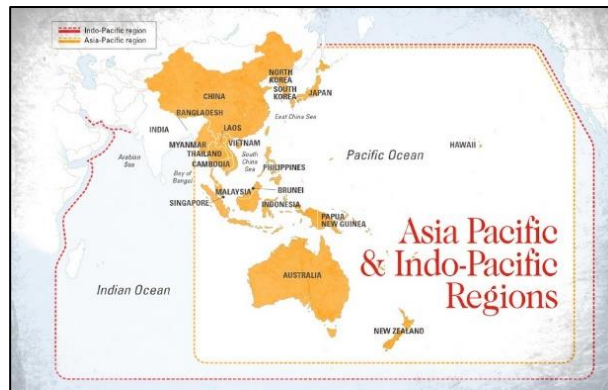 Indo-Pacific region
Asia-Pacific region
NORTH
KOREA
SOUTH
KOREA
JAPAN
CHINA
East China Sea
BANGLADESH
LAOS
INDIA
VIETNAM
HAWAII
MYANMAR
THAILAND
South
China
Sea
Pacific Ocean
Arabian
Sea
CAMBODIA
PHILIPPINES
Bay of
Bengal
MALAYSIA
BRUNEI
SINGAPORE
INDONESIA
PAPUA
NEW GUINEA
Asia Pacific
& Indo-Pacific
Regions
AUSTRALIA
Indian Ocean
NEW ZEALAND